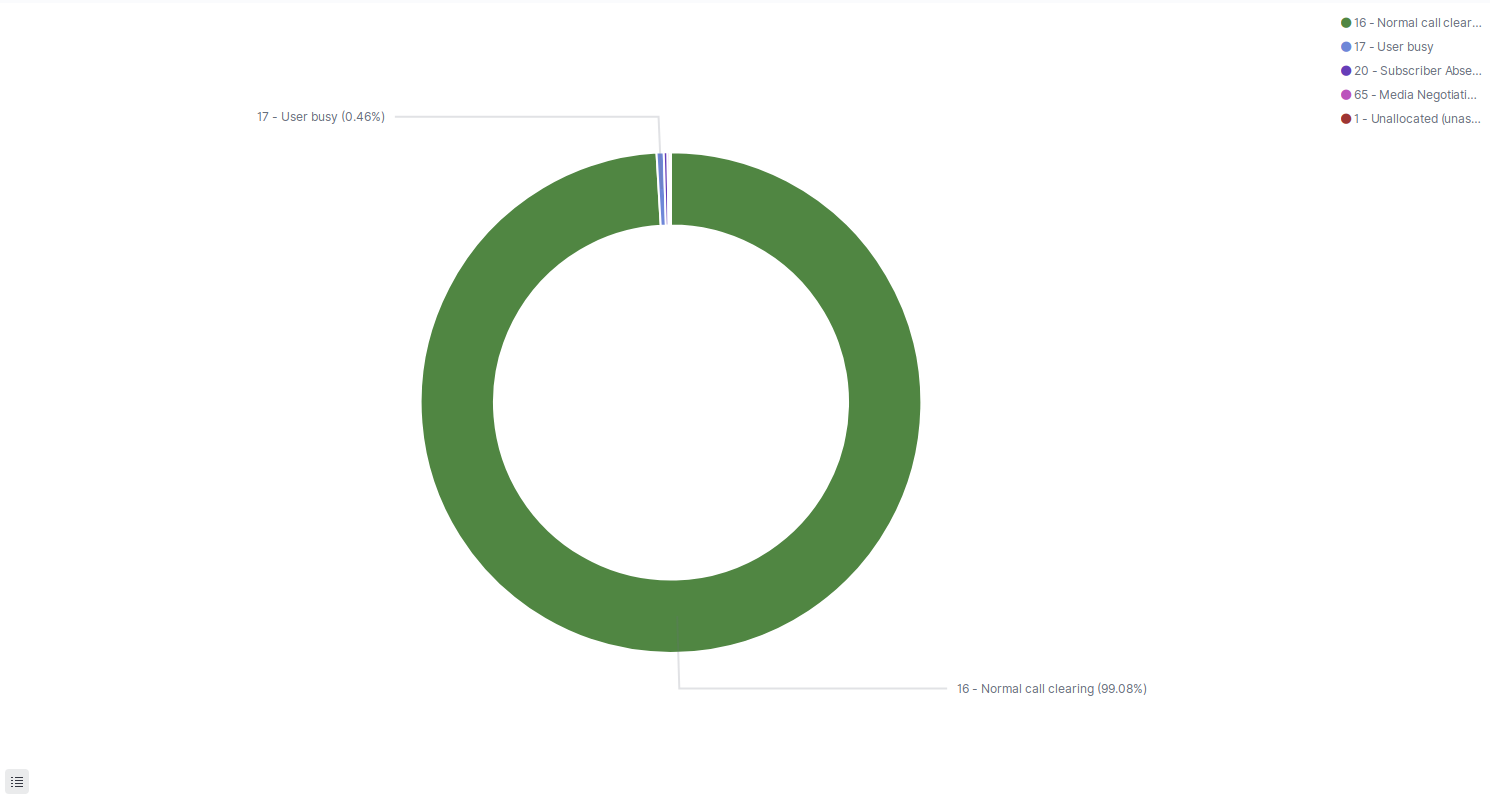 16 - Normal call clear...
17 - User busy
20 - Subscriber Abse...
65 - Media Negotiati...
1 - Unallocated (unas...
17 - User busy (0.46%)
16 - Normal call clearing (99.08%)